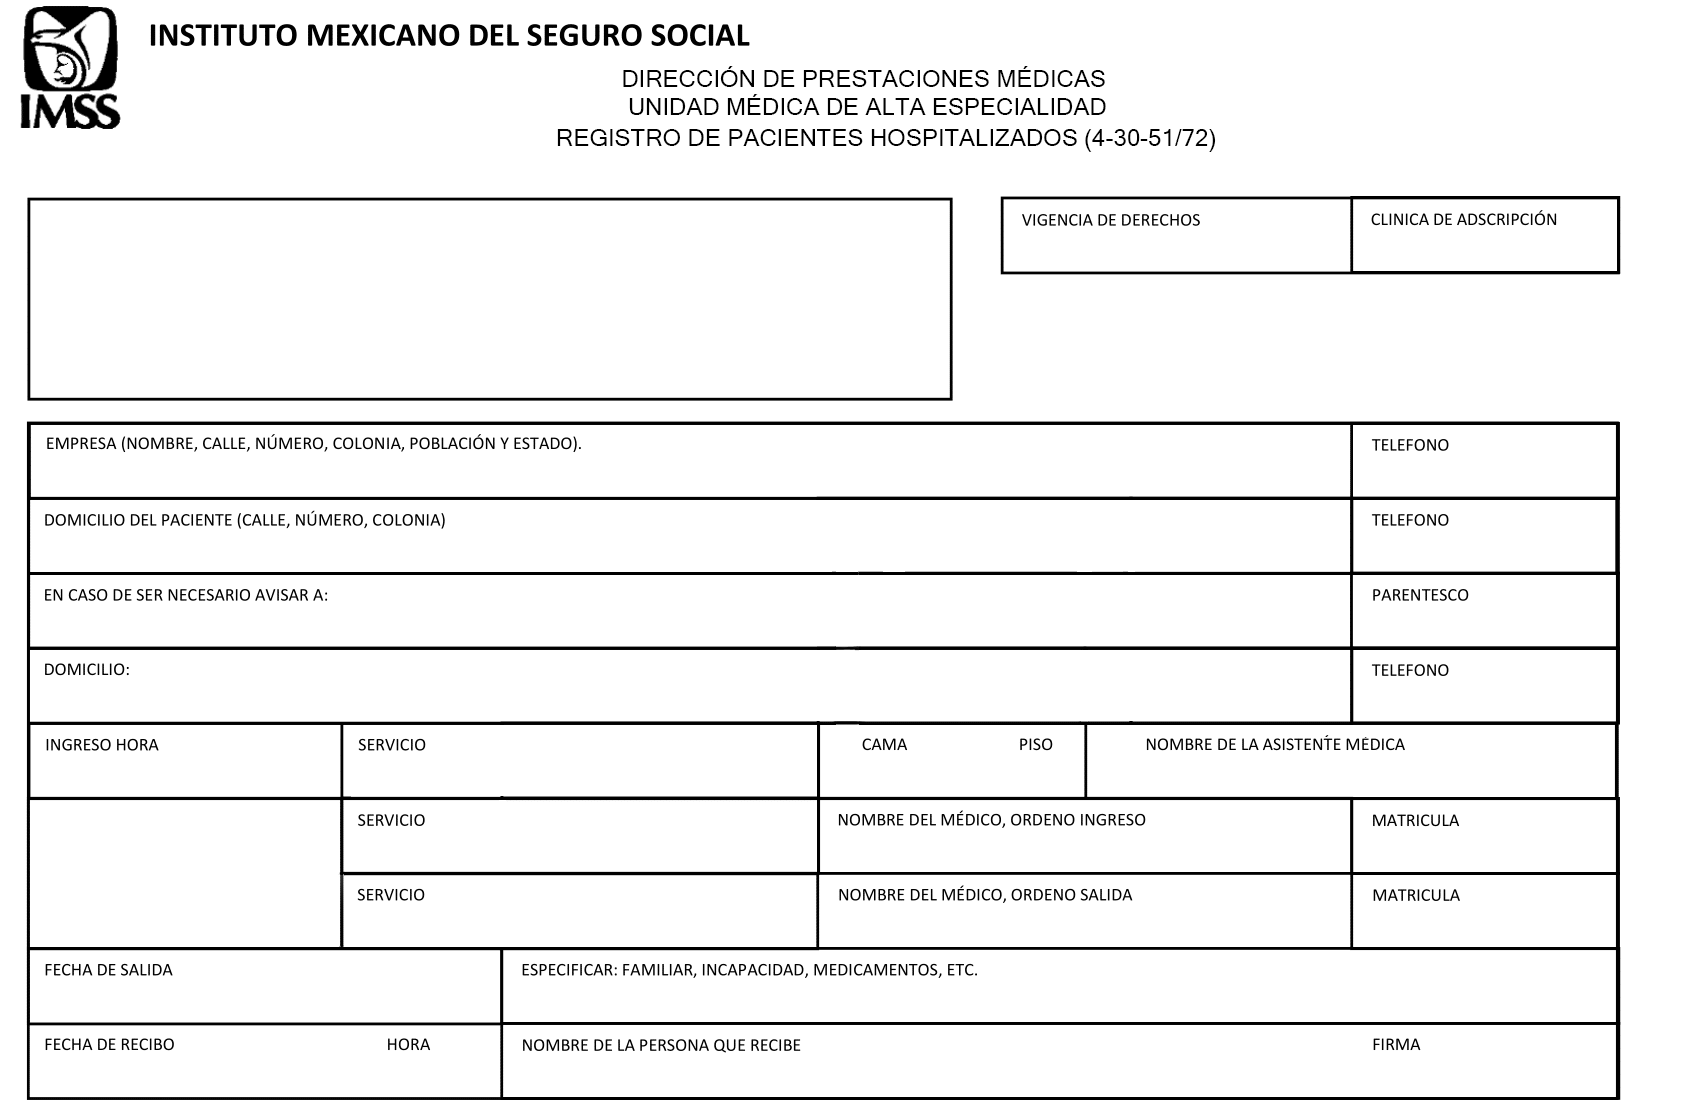 INSTITUTO MEXICANO DEL SEGURO SOCIAL
IMSS
DIRECCIÓN DE PRESTACIONES MÉDICAS
UNIDAD MÉDICA DE ALTA ESPECIALIDAD
REGISTRO DE PACIENTES HOSPITALIZADOS (4-30-51/72)
VIGENCIA DE DERECHOS CLINICA DE ADSCRIPCIÓN
EMPRESA (NOMBRE, CALLE, NÚMERO, COLONIA, POBLACIÓN Y ESTADO). TELEFONO
DOMICILIO DEL PACIENTE (CALLE, NÚMERO, COLONIA) TELEFONO
EN CASO DE SER NECESARIO AVISAR A: PARENTESCO
DOMICILIO: TELEFONO
INGRESO HORA SERVICIO CAMA PISO NOMBRE DE LA ASISTENTE MÉDICA
SERVICIO NOMBRE DEL MÉDICO, ORDENO INGRESO MATRICULA
SERVICIO NOMBRE DEL MÉDICO, ORDENO SALIDA MATRICULA
FECHA DE SALIDA ESPECIFICAR: FAMILIAR, INCAPACIDAD, MEDICAMENTOS, ETC.
FECHA DE RECIBO HORA NOMBRE DE LA PERSONA QUE RECIBE FIRMA